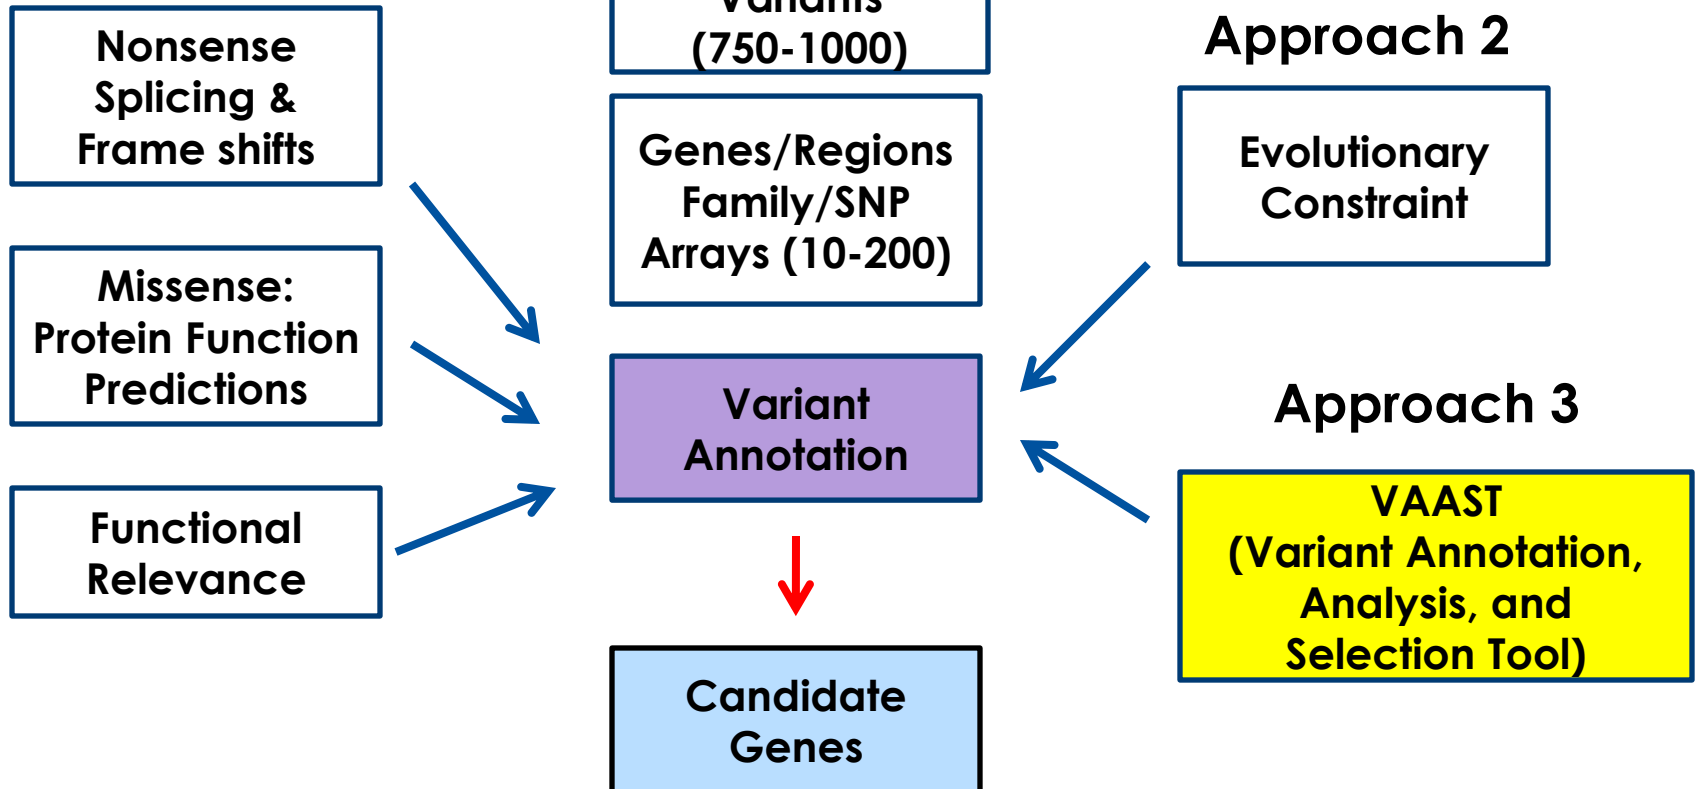 Nonsense
Splicing &
Frame shifts
Missense:
Protein Function
Predictions
Functional
Relevance
Variants
(750-1000)
Genes/Regions
Family/SNP
Arrays (10-200)
Variant
Annotation
Candidate
Genes
Approach 2
Evolutionary
Constraint
Approach 3
VAAST
(Variant Annotation,
Analysis, and
Selection Tool)